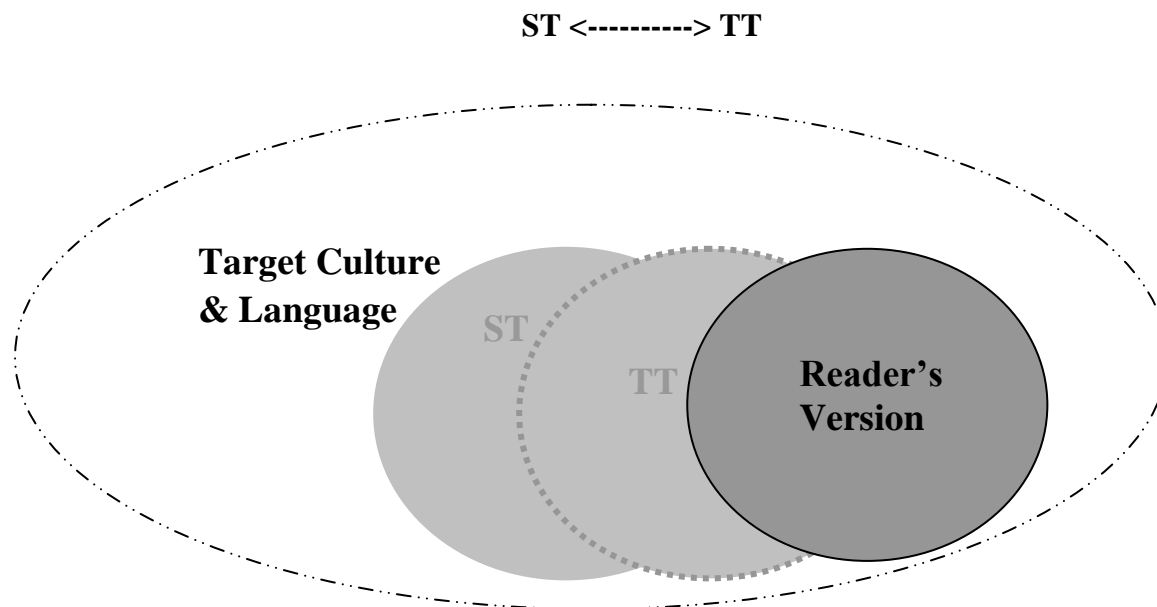 ST <----------> TT
Target Culture
& Language
ST
TT
Reader’s
Version